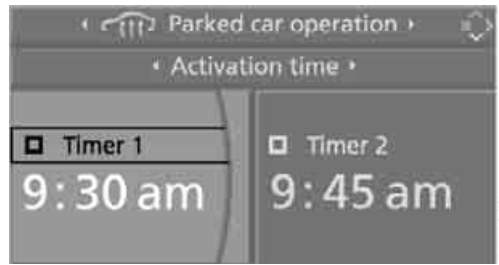 Parked car operation
Activation time
Timer 1
9:30 am
Timer 2
9:45 am